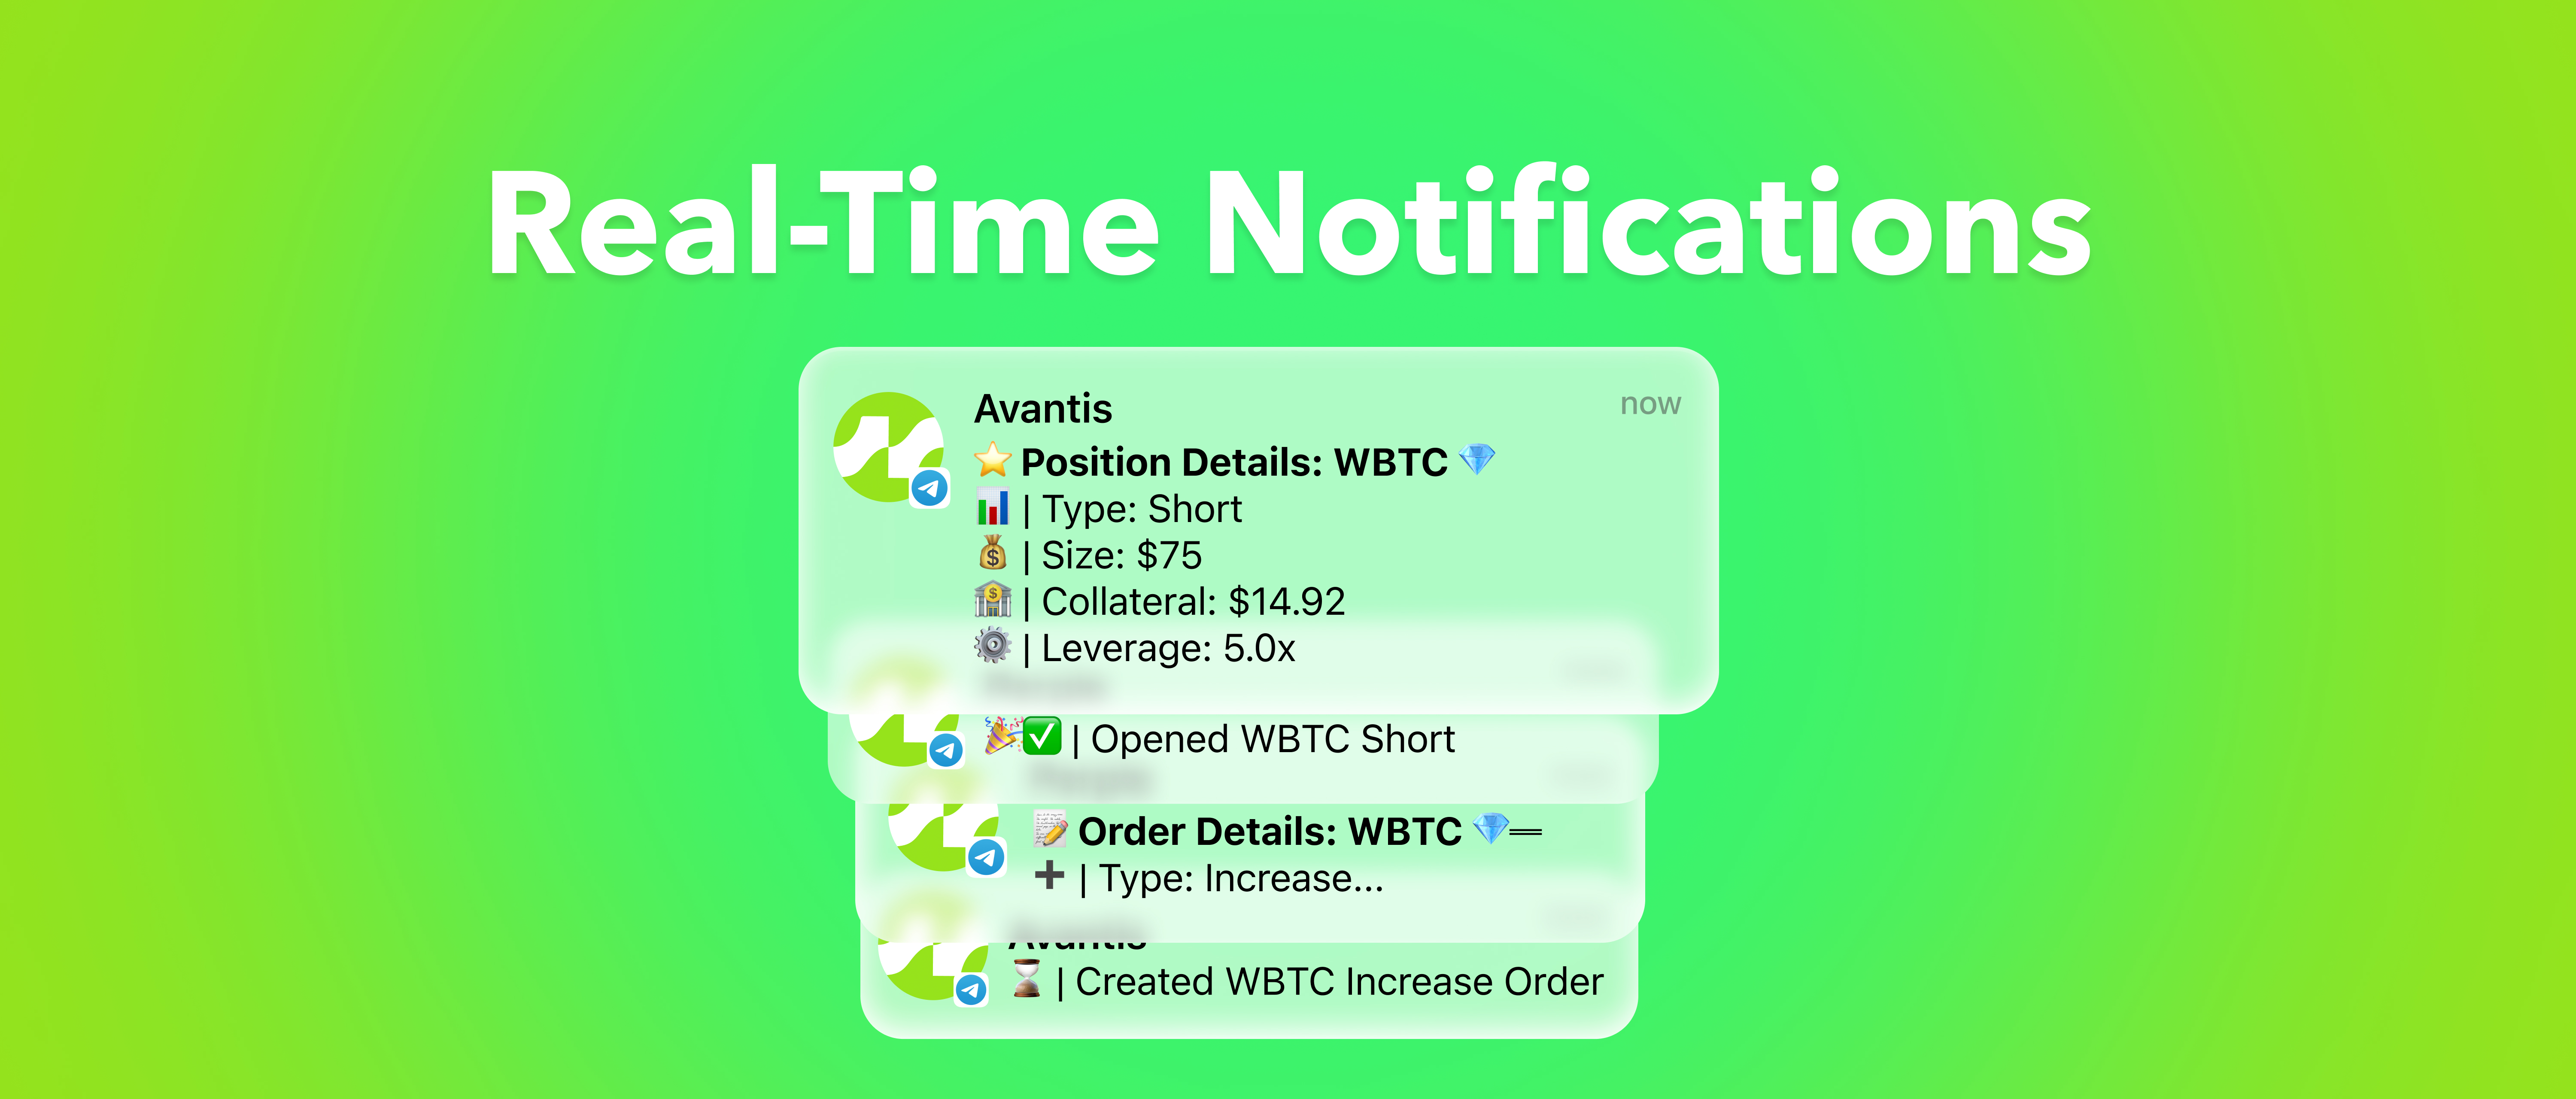 Real-Time Notifications
Avantis
now
⭐ Position Details: WBTC 💎
📊 | Type: Short
💰 | Size: $75
🏦 | Collateral: $14.92
⚙️ | Leverage: 5.0x
🎉✅ | Opened WBTC Short
📝 Order Details: WBTC 💎═
➕ | Type: Increase...
Avantis
⏳ | Created WBTC Increase Order